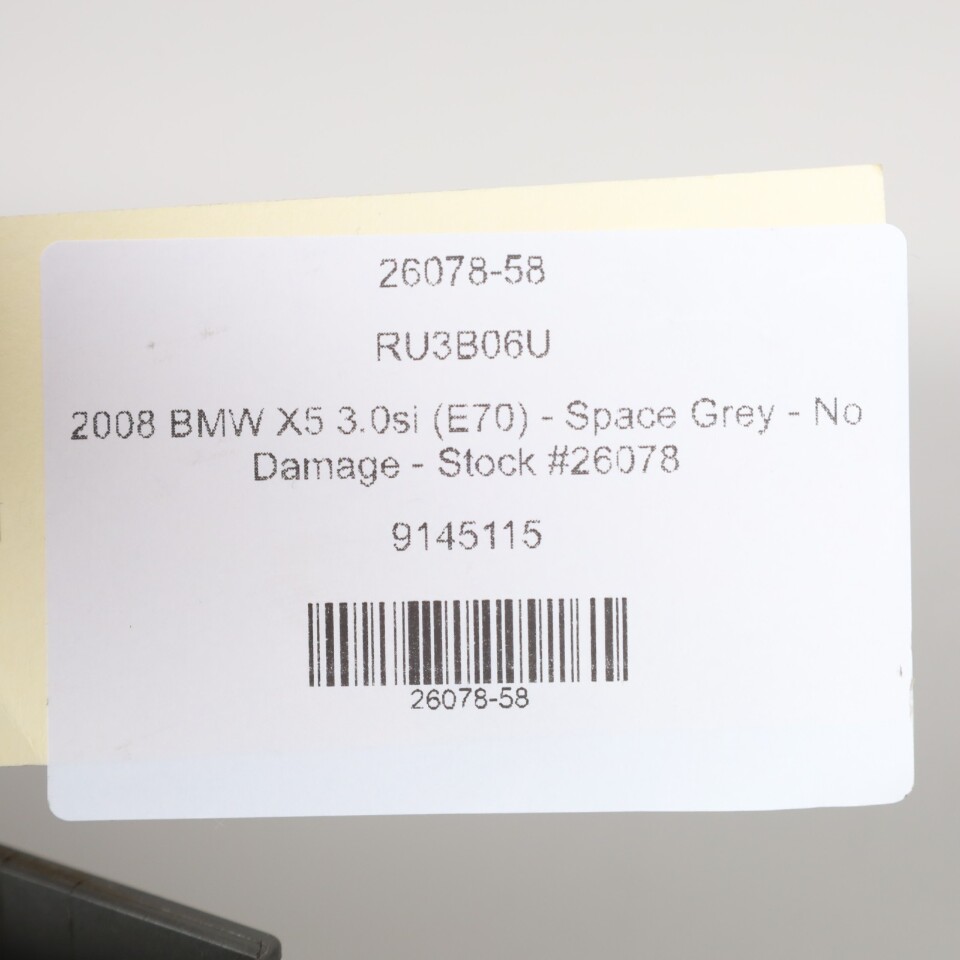 26078-58
RU3B06U
2008 BMW X5 3.0si (E70) - Space Grey - No
Damage - Stock #26078
9145115
26078-58